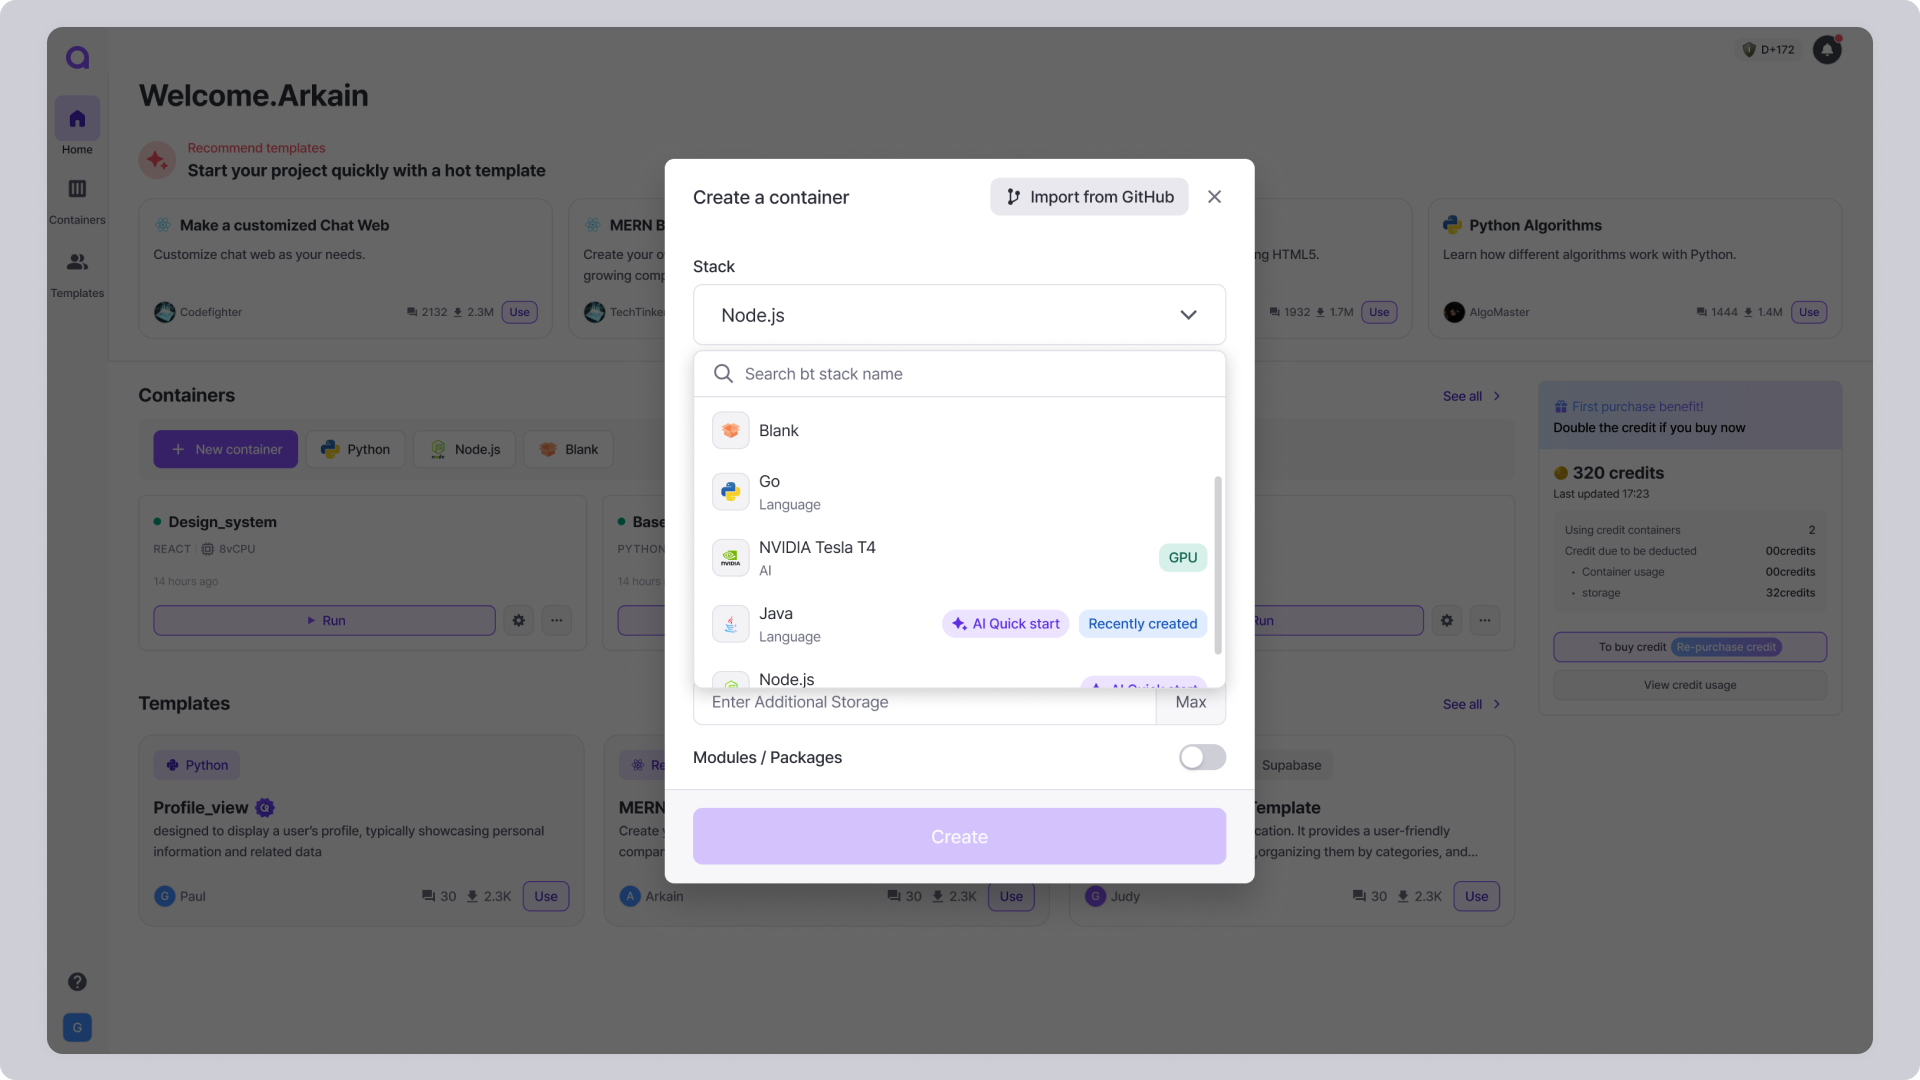 D+172
Welcome.Arkain
Home
Containers
Templates
Recommend templates
Start your project quickly with a hot template
Make a customized Chat Web
Customize chat web as your needs.
Codefighter
2132
2.3M
Use
MERN B
Create your o
growing comp
TechTinke
ng HTML5.
1932
1.7M
Use
Python Algorithms
Learn how different algorithms work with Python.
AlgoMaster
1444
1.4M
Use
Containers
See all
New container
Python
Node.js
Blank
Design_system
REACT
8vCPU
14 hours ago
Run
Base
PYTHON
14 hours
Run
Templates
See all
Python
Profile_view
designed to display a user's profile, typically showcasing personal
information and related data
G
Paul
30
2.3K
Use
Re
MERN
Create y
compan
A
Arkain
30
2.3K
Use
Supabase
Template
cation. It provides a user-friendly
,organizing them by categories, and...
G
Judy
30
2.3K
Use
First purchase benefit!
Double the credit if you buy now
320 credits
Last updated 17:23
Using credit containers
2
Credit due to be deducted
00credits
• Container usage
00credits
• storage
32credits
To buy credit
Re-purchase credit
View credit usage
G
Create a container
Import from GitHub
Stack
Node.js
Search bt stack name
Blank
Go
Language
NVIDIA
NVIDIA Tesla T4
AI
GPU
Java
Language
AI Quick start
Recently created
Node.js
AI Quick start
Enter Additional Storage
Max
Modules / Packages
Create